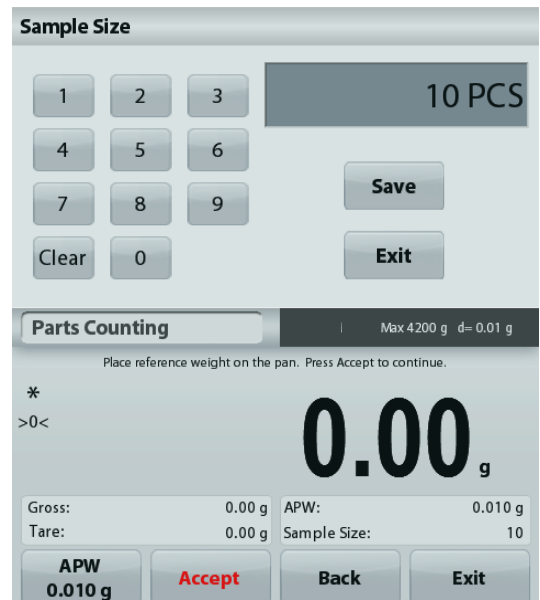 Sample Size
1 2 3
10 PCS
4 5 6
Save
7 8 9
Clear 0
Exit
Parts Counting
Max 4200 g d= 0.01 g
Place reference weight on the pan. Press Accept to continue.
*
>0<
0.00 g
Gross: 0.00 g APW: 0.010 g
Tare: 0.00 g Sample Size: 10
APW
0.010 g
Accept Back Exit